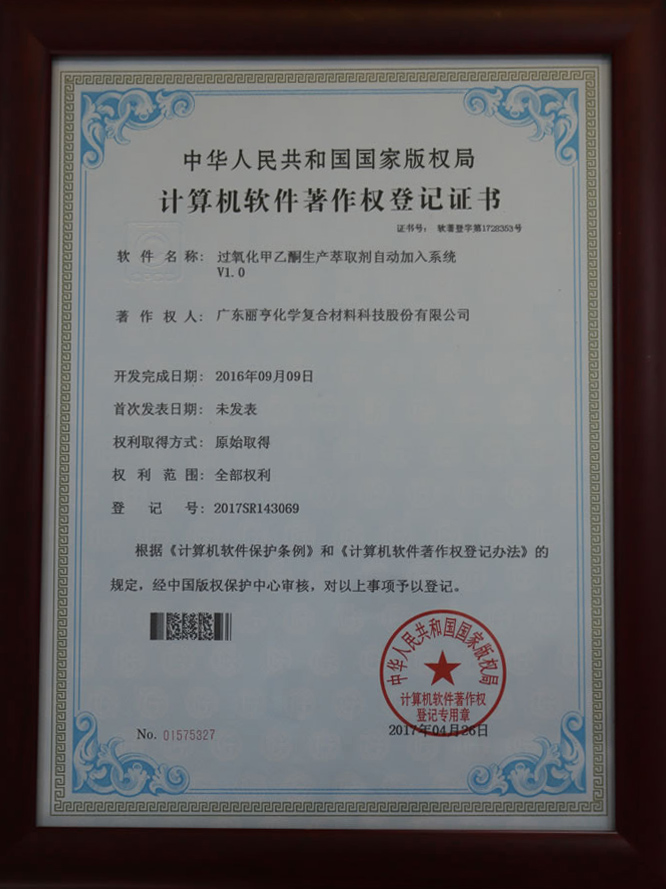 中华人民共和国国家版权局
计算机软件著作权登记证书
证书号： 软著登字第1728353号
软件名称： 过氧化甲乙酮生产萃取剂自动加入系统
V1.0
著作权人： 广东丽亨化学复合材料科技股份有限公司
开发完成日期： 2016年09月09日
首次发表日期： 未发表
权利取得方式： 原始取得
权利范围： 全部权利
登记号： 2017SR143069
根据《计算机软件保护条例》和《计算机软件著作权登记办法》的
规定，经中国版权保护中心审核，对以上事项予以登记。
中华人民共和国国家版权局
计算机软件著作权
登记专用章
No. 01575327
2017年04月26日